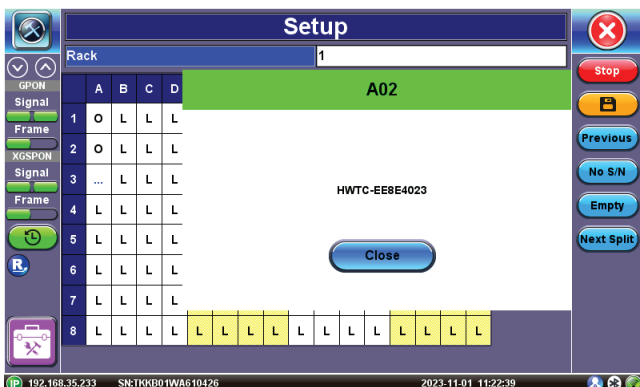 Setup
Rack 1
GPON
Signal
Frame
XGSPON
Signal
Frame
A B C D
A02
1 O L L L
2 O L L L
3 ... L L L
4 L L L L
5 L L L L
6 L L L L
7 L L L L
8 L L L L L L L L L L L L L L L L
HWTC-EE8E4023
Close
Stop
Previous
No S/N
Empty
Next Split
R
IP 192.168.35.233 SN:TKKB01WA610426 2023-11-01 11:22:39